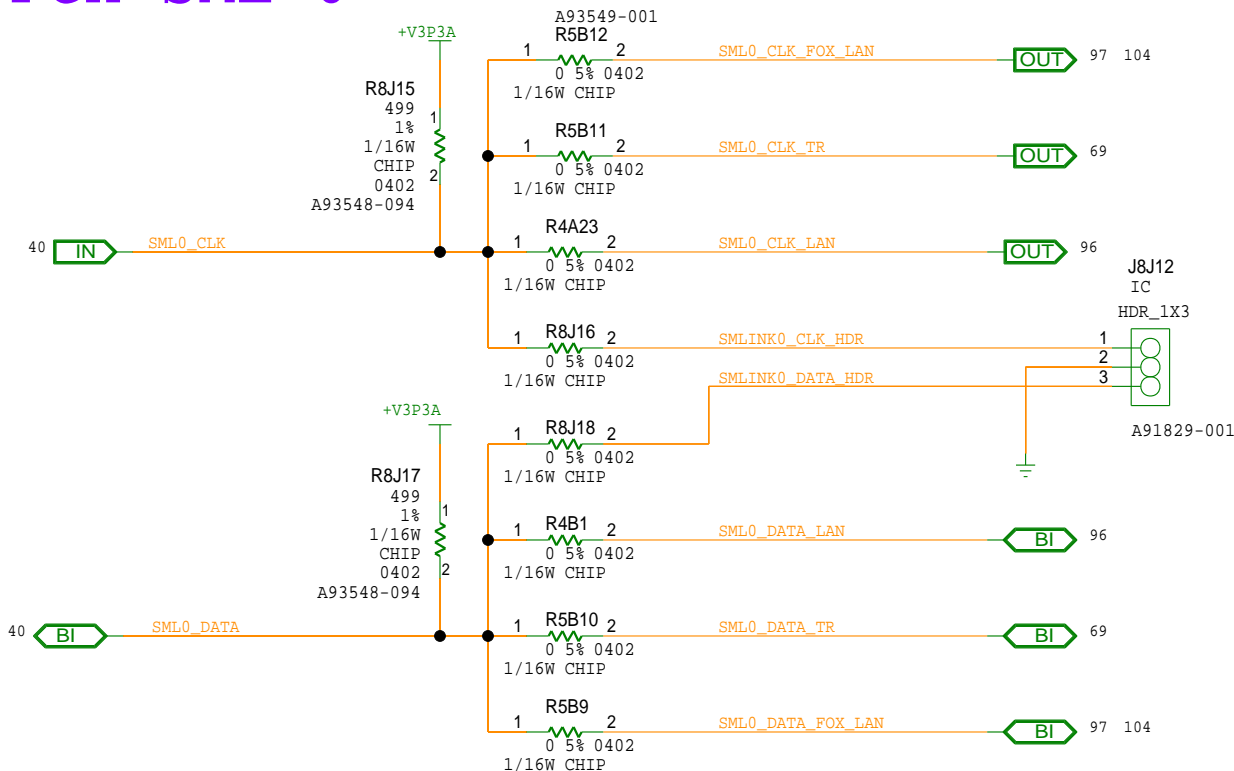 A93549-001
+V3P3A
R5B12
1 2
SML0_CLK_FOX_LAN
OUT
97 104
0 5% 0402
1/16W CHIP
R8J15
499
1%
1/16W
CHIP
0402
A93548-094
1
2
R5B11
1 2
SML0_CLK_TR
OUT
69
0 5% 0402
1/16W CHIP
40
IN
SML0_CLK
R4A23
1 2
SML0_CLK_LAN
OUT
96
0 5% 0402
1/16W CHIP
J8J12
IC
HDR_1X3
1
2
3
A91829-001
R8J16
1 2
SMLINK0_CLK_HDR
0 5% 0402
1/16W CHIP
SMLINK0_DATA_HDR
+V3P3A
R8J18
1 2
0 5% 0402
1/16W CHIP
R8J17
499
1%
1/16W
CHIP
0402
A93548-094
1
2
R4B1
1 2
SML0_DATA_LAN
BI
96
0 5% 0402
1/16W CHIP
40
BI
SML0_DATA
R5B10
1 2
SML0_DATA_TR
BI
69
0 5% 0402
1/16W CHIP
R5B9
1 2
SML0_DATA_FOX_LAN
BI
97 104
0 5% 0402
1/16W CHIP